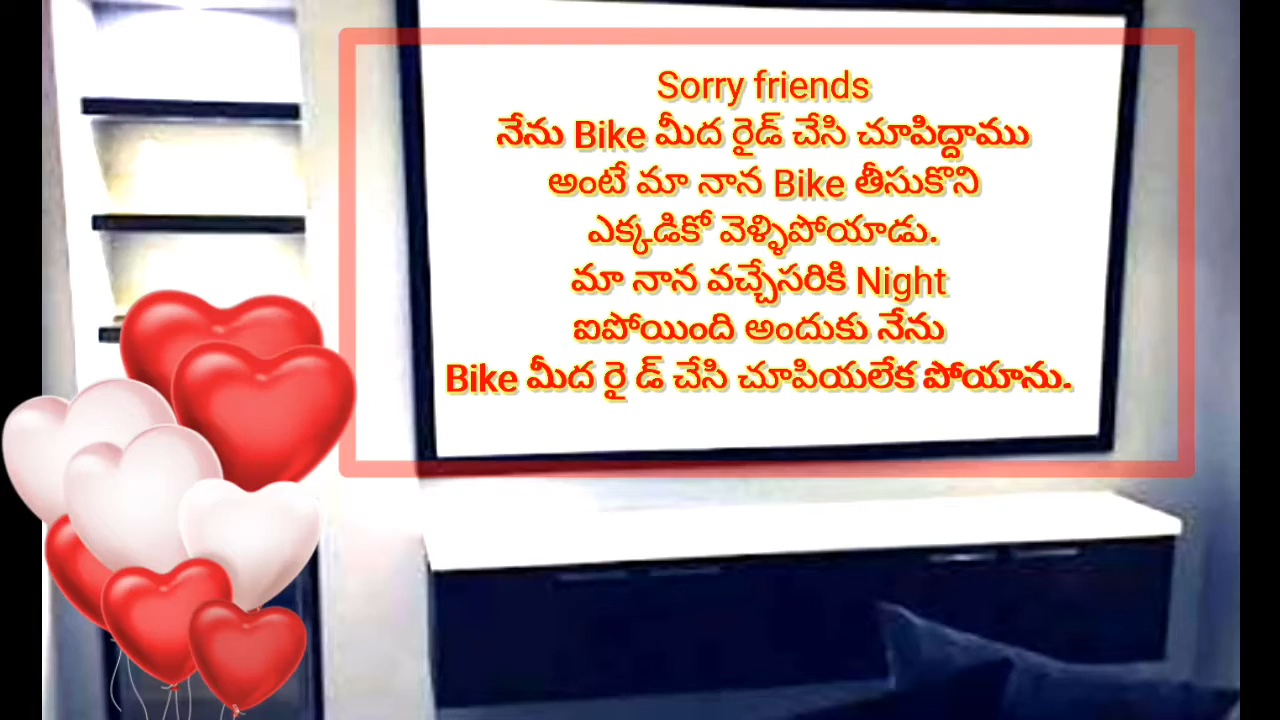 Sorry friends
నేను Bike మీద రైడ్ చేసి చూపిద్దాము
అంటే మా నాన Bike తీసుకొని
ఎక్కడికో వెళ్ళిపోయాడు.
మా నాన వచ్చేసరికి Night
ఐపోయింది అందుకు నేను
Bike మీద రై డ్ చేసి చూపియలేక పోయాను.